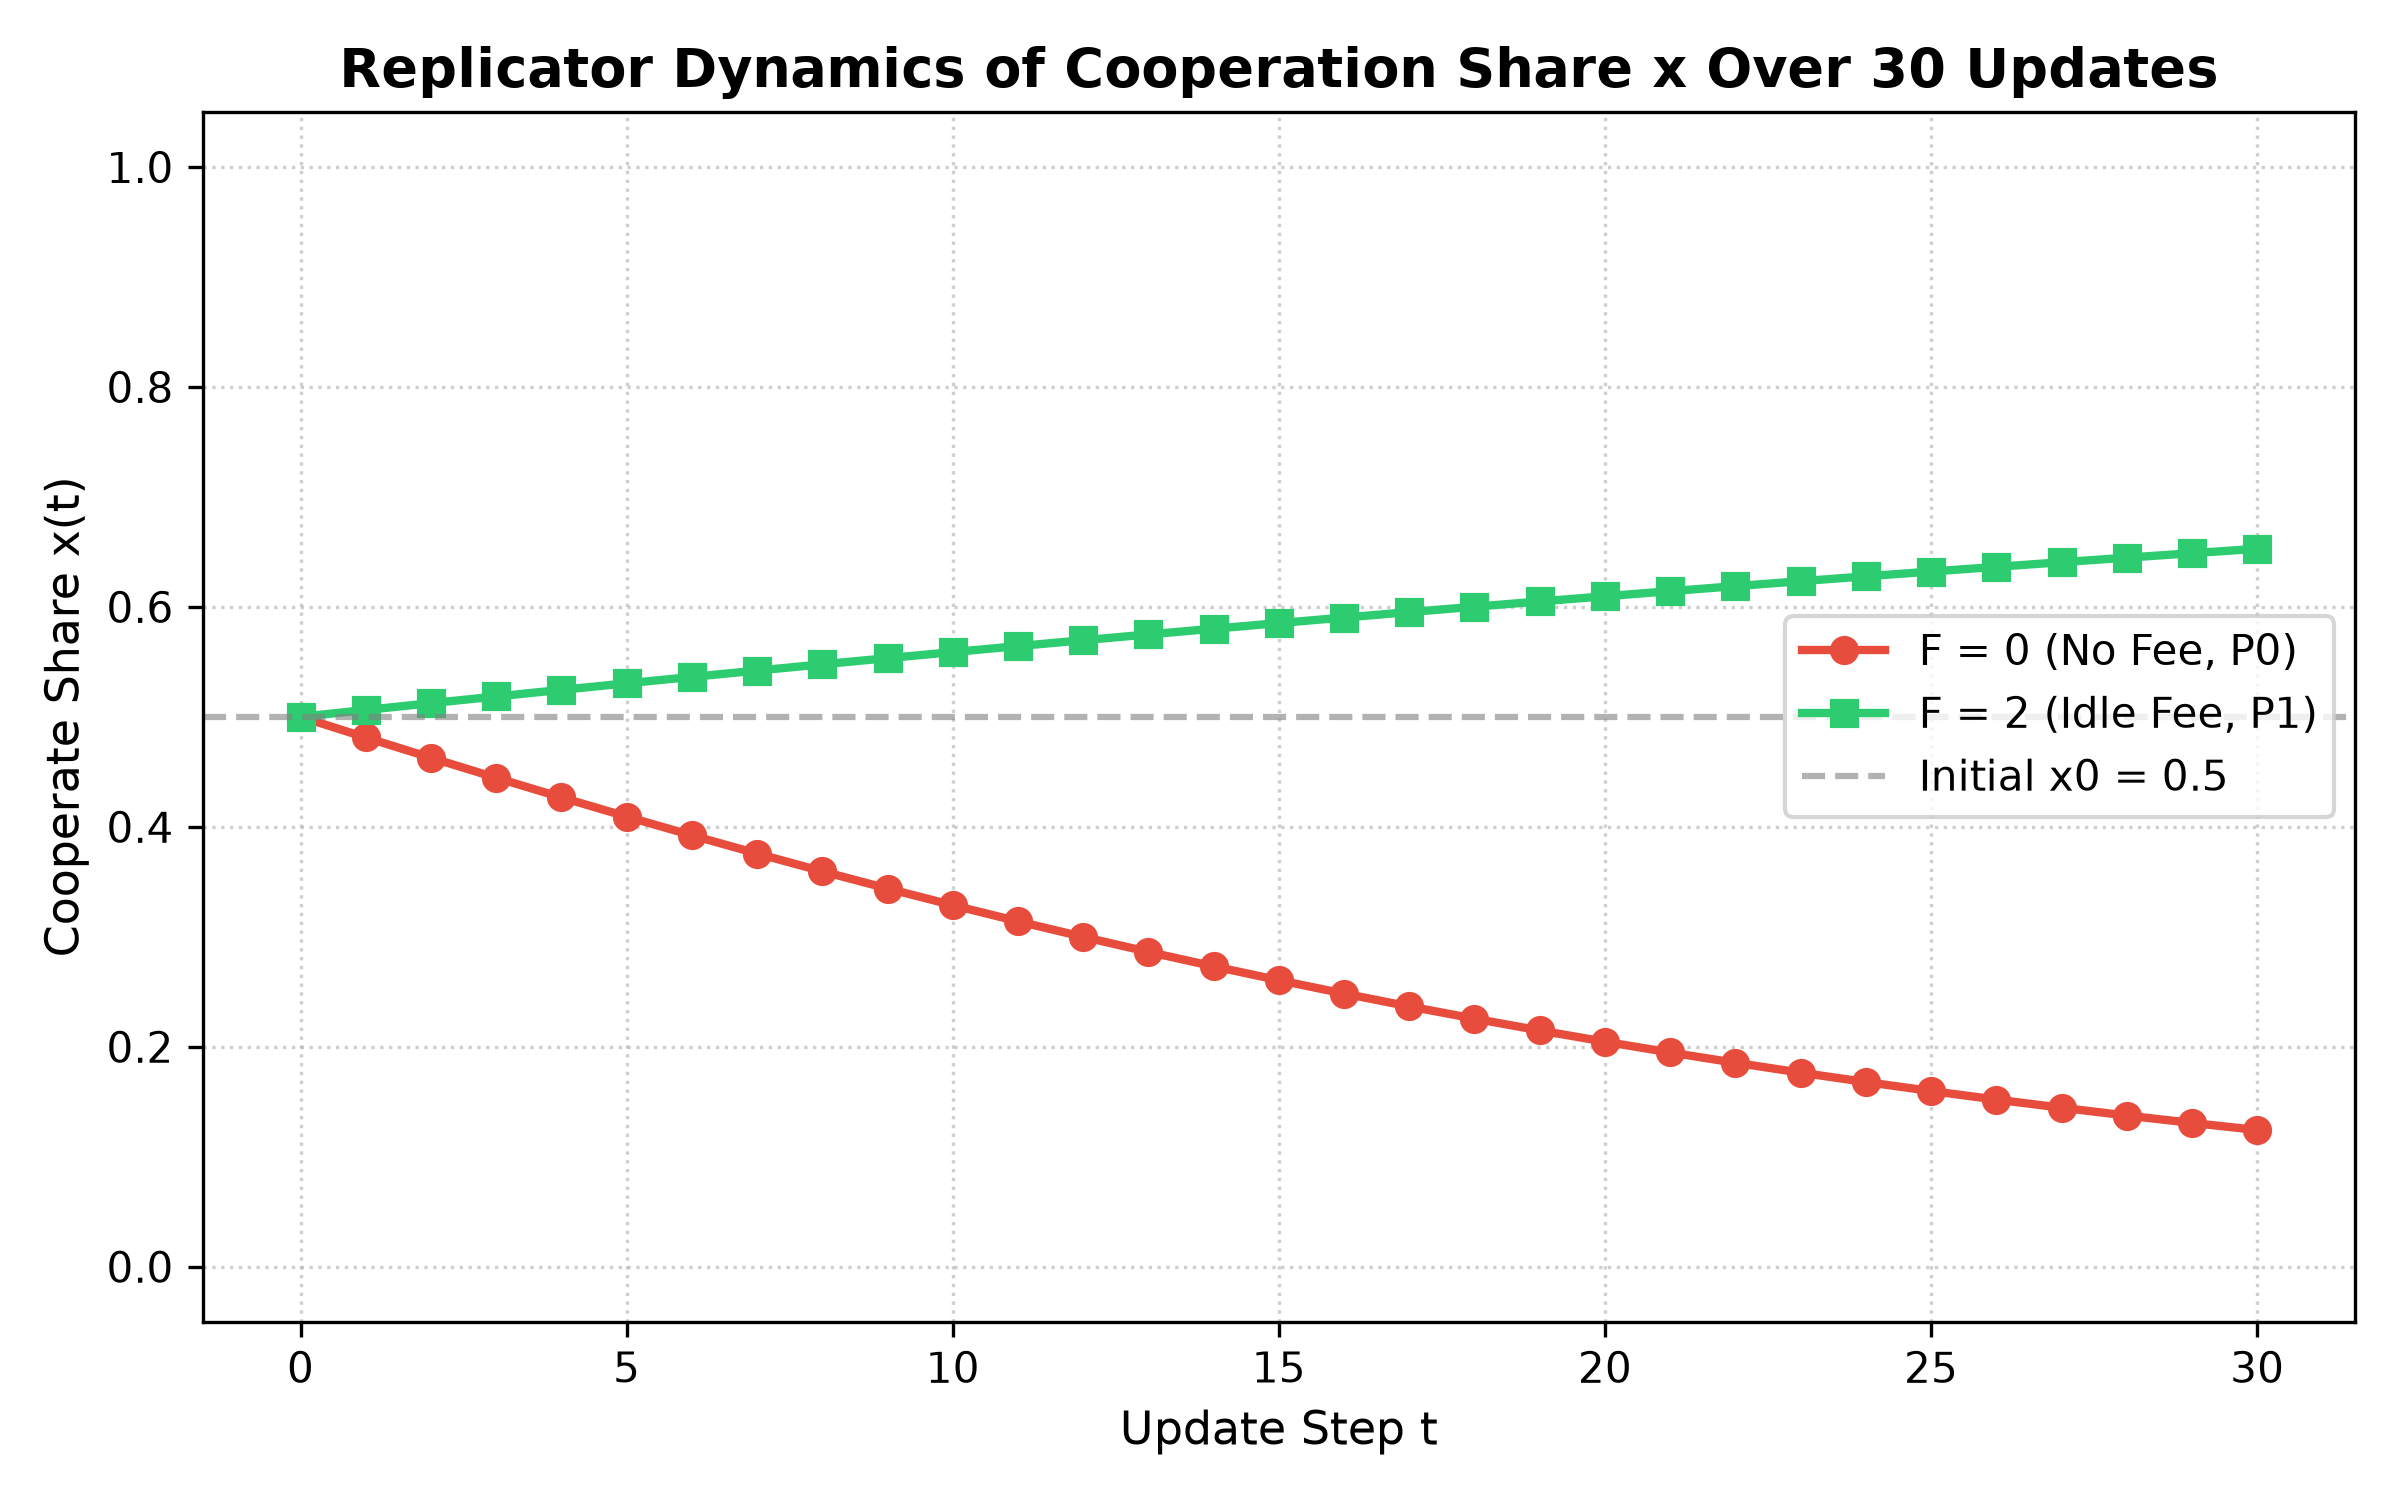 Replicator Dynamics of Cooperation Share x Over 30 Updates
Cooperate Share x(t)
1.0
0.8
0.6
0.4
0.2
0.0
F = 0 (No Fee, P0)
F = 2 (Idle Fee, P1)
Initial x0 = 0.5
0 5 10 15 20 25 30
Update Step t